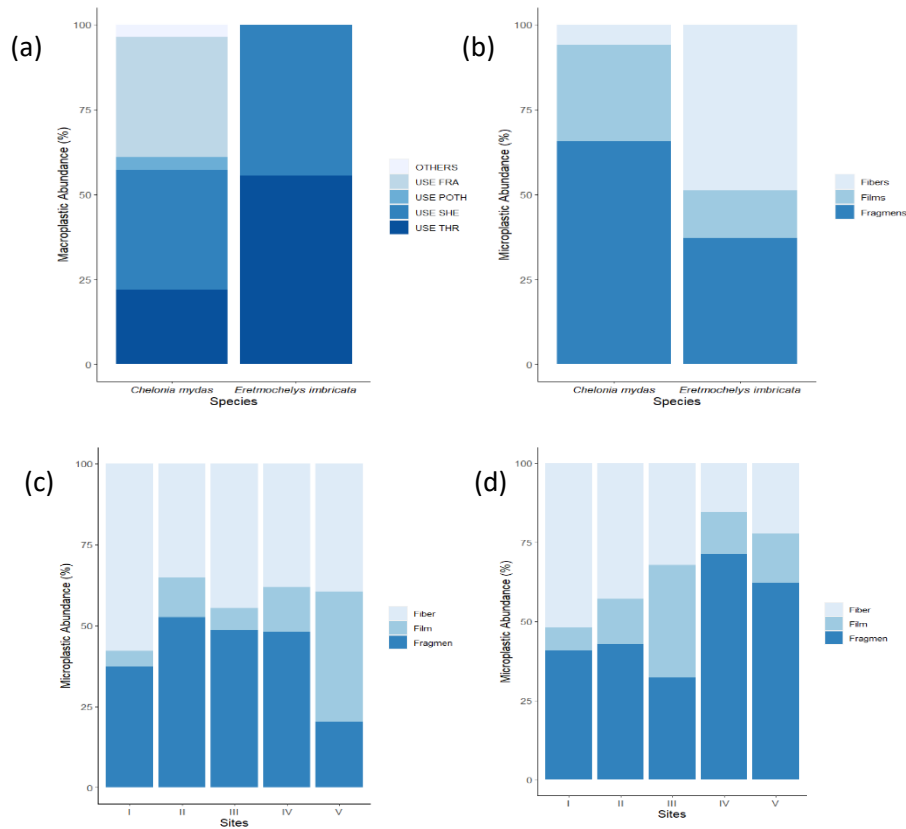 (a)
Macroplastic Abundance (%)
100
75
50
25
0
Chelonia mydas
Eretmochelys imbricata
Species
OTHERS
USE FRA
USE POTH
USE SHE
USE THR
(b)
Microplastic Abundance (%)
100
75
50
25
0
Chelonia mydas
Eretmochelys imbricata
Species
Fibers
Films
Fragmens
(c)
Microplastic Abundance (%)
100
75
50
25
0
I
II
III
IV
V
Sites
Fiber
Film
Fragmen
(d)
Microplastic Abundance (%)
100
75
50
25
0
I
II
III
IV
V
Sites
Fiber
Film
Fragmen